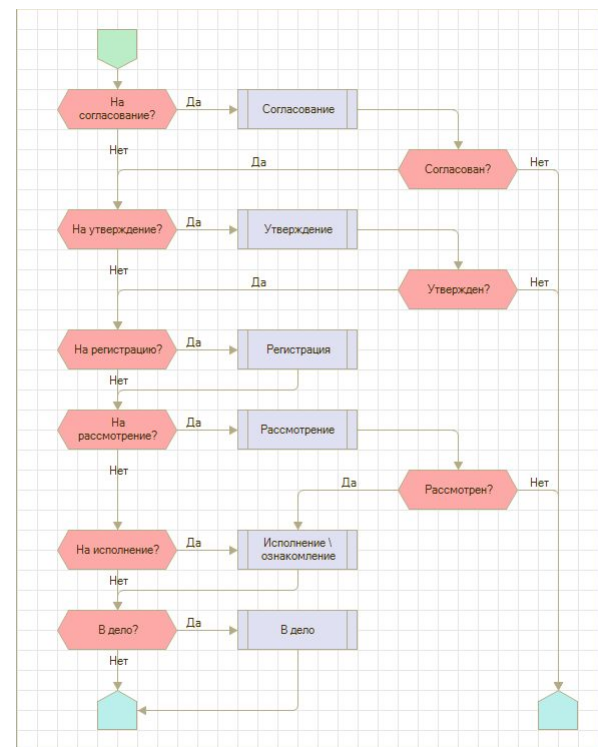 На
согласование?
Да
Согласование
Нет
Да
Согласован?
Нет
На утверждение?
Да
Утверждение
Нет
Да
Утвержден?
Нет
На регистрацию?
Да
Регистрация
Нет
На
рассмотрение?
Да
Рассмотрение
Нет
Да
Рассмотрен?
Нет
На исполнение?
Да
Исполнение \
ознакомление
Нет
В дело?
Да
В дело
Нет